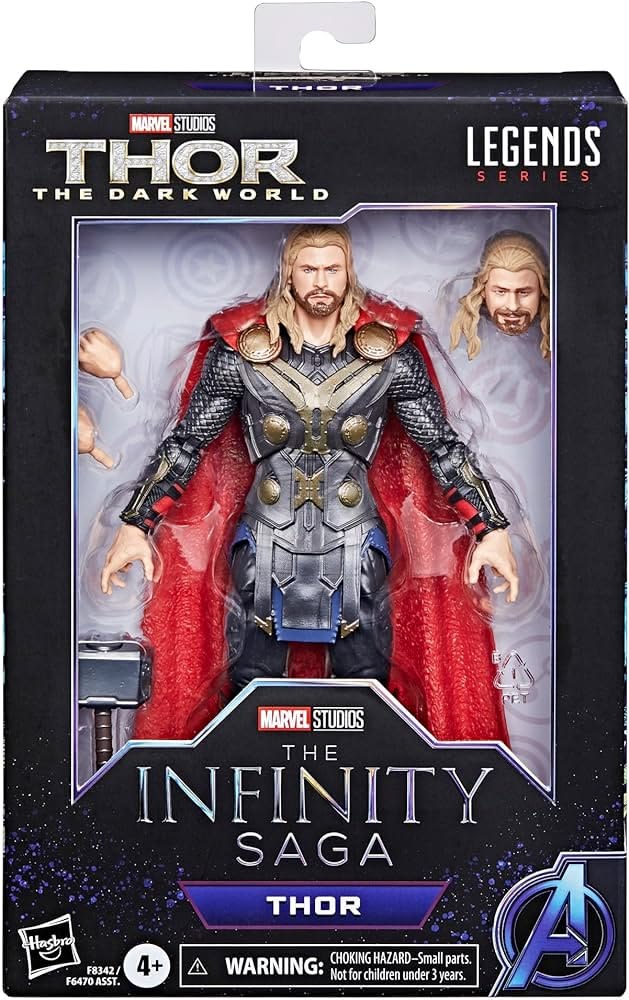 THOR
MARVEL STUDIOS
THOR
THE DARK WORLD
LEGENDS
SERIES
PET
MARVEL STUDIOS
THE
INFINITY
SAGA
THOR
Hasbro
F8342 /
F6470 ASST.
4+
WARNING:
CHOKING HAZARD–Small parts.
Not for children under 3 years.